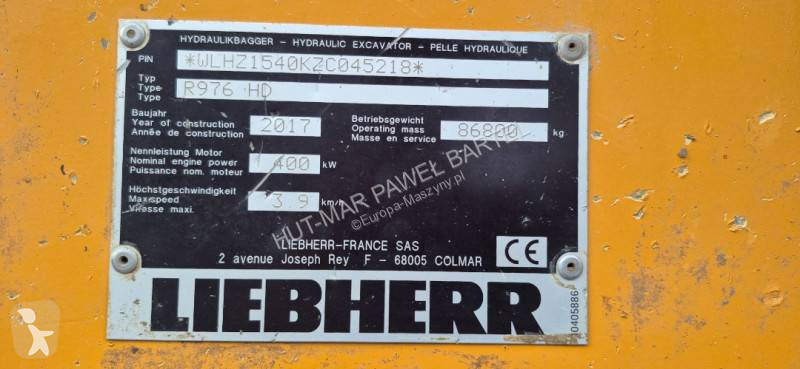 HYDRAULIKBAGGER - HYDRAULIC EXCAVATOR - PELLE HYDRAULIQUE
PIN *WLHZ1540KZC045218*
Typ
Type R976 HD
Type
Baujahr
Year of construction 2017
Année de construction
Betriebsgewicht
Operating mass 86800 kg
Masse en service
Nennleistung Motor
Nominal engine power 400 kW
Puissance nom. moteur
Höchstgeschwindigkeit
Max speed 3.9 km/h
Vitesse maxi.
HUT-MAR PAWEŁ BARTE
©Europa-Maszyny.pl
LIEBHERR-FRANCE SAS
2 avenue Joseph Rey F - 68005 COLMAR
CE
LIEBHERR
10405886